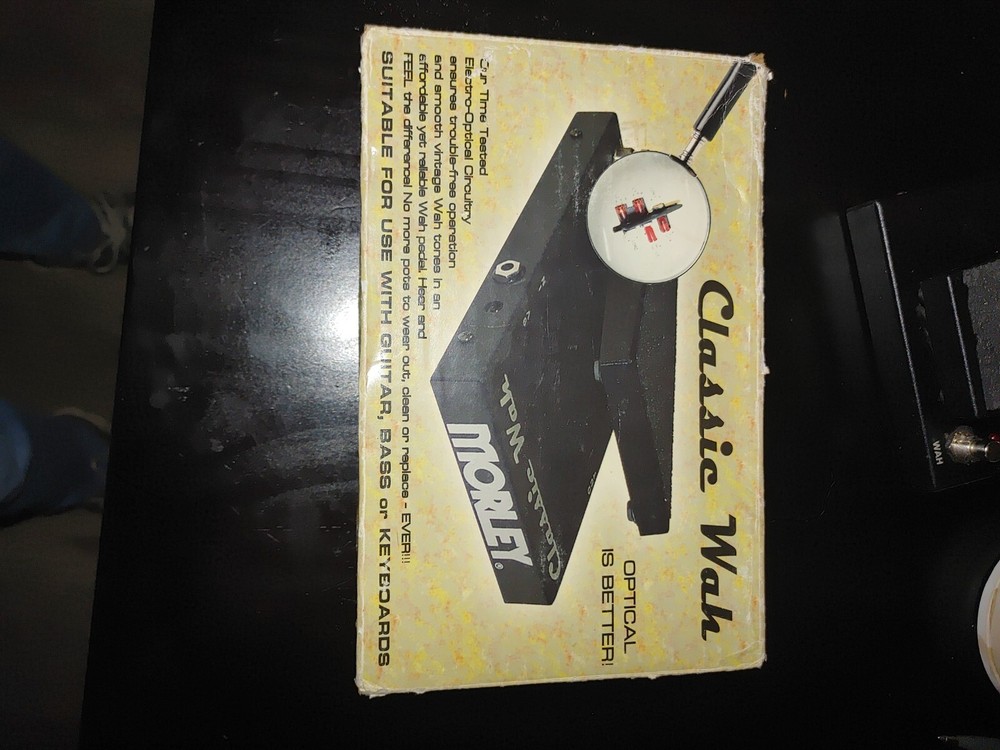 Classic Wah
OPTICAL
IS BETTER!
H
Classic Wah
MORLEY®
Our Time Tested
Electro-Optical Circuitry
ensures trouble-free operation
and smooth vintage Wah tones in an
affordable yet reliable Wah pedal. Hear and
FEEL the difference! No more pots to wear out, clean or replace - EVER!!!
SUITABLE FOR USE WITH GUITAR, BASS or KEYBOARDS
WAH